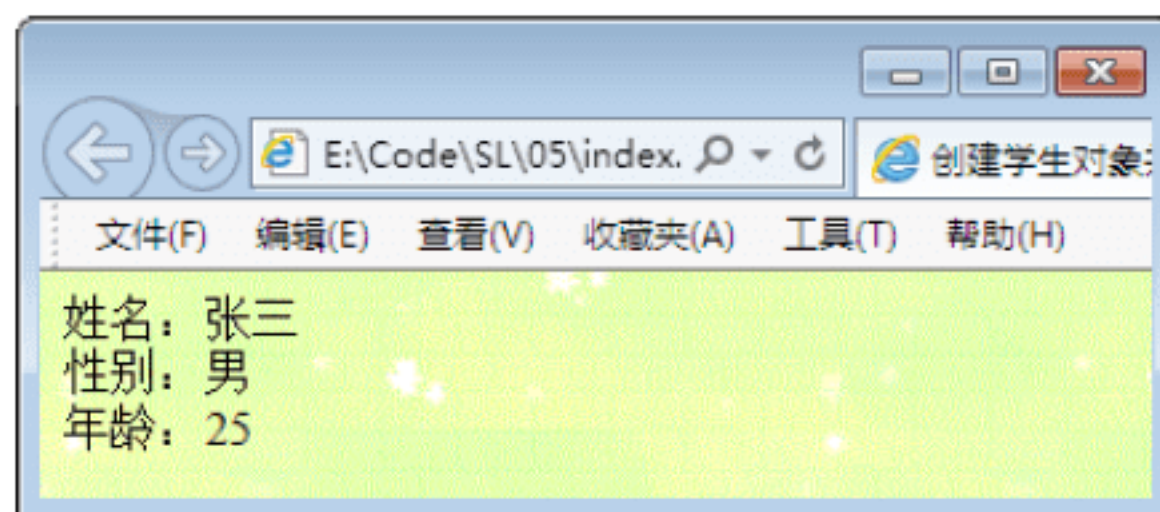 E:\Code\SL\05\index.
创建学生对象
文件(F) 编辑(E) 查看(V) 收藏夹(A) 工具(T) 帮助(H)
姓名：张三
性别：男
年龄：25